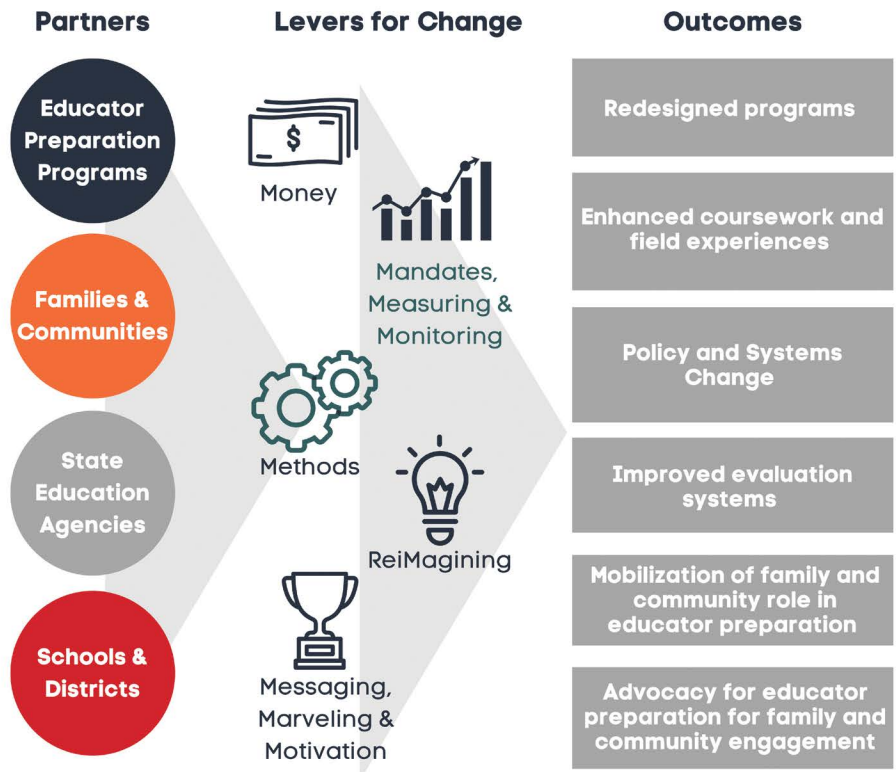 Partners
Educator
Preparation
Programs
Families &
Communities
State
Education
Agencies
Schools &
Districts
Levers for Change
$
Money
Mandates,
Measuring &
Monitoring
Methods
ReiMagining
Messaging,
Marveling &
Motivation
Outcomes
Redesigned programs
Enhanced coursework and
field experiences
Policy and Systems
Change
Improved evaluation
systems
Mobilization of family and
community role in
educator preparation
Advocacy for educator
preparation for family and
community engagement